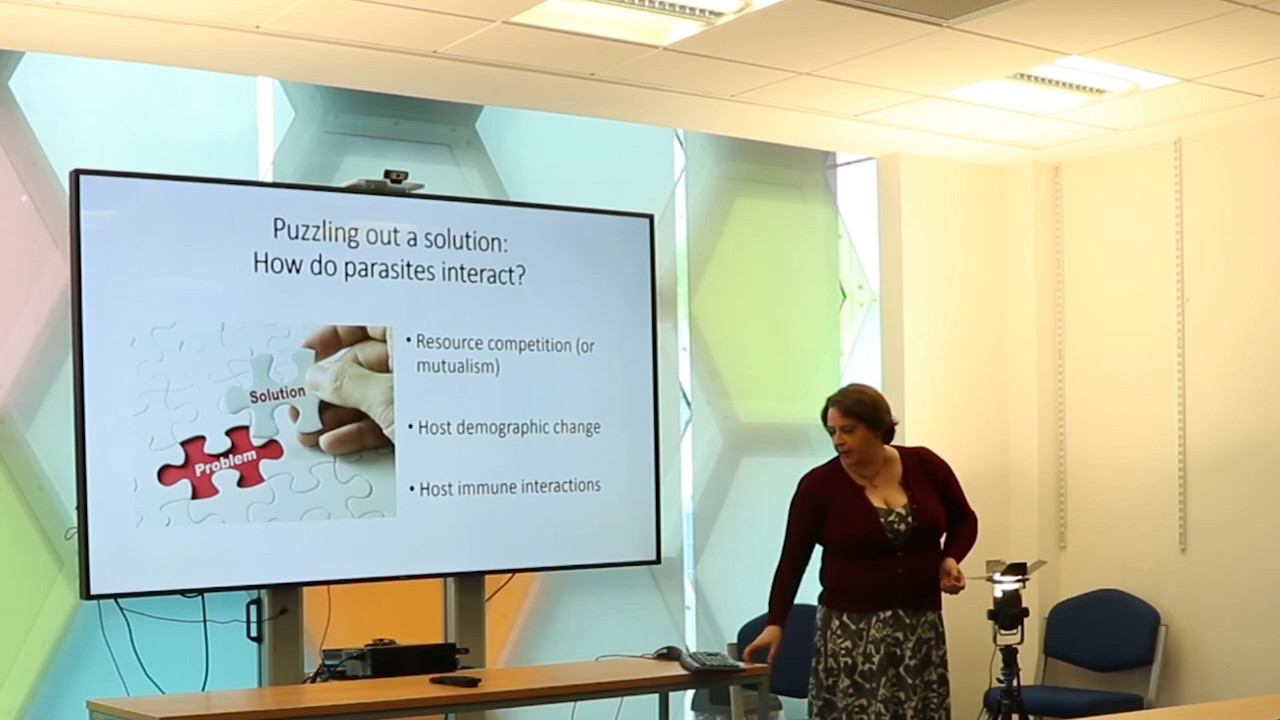 Puzzling out a solution:
How do parasites interact?
Solution
Problem
• Resource competition (or
mutualism)
• Host demographic change
• Host immune interactions